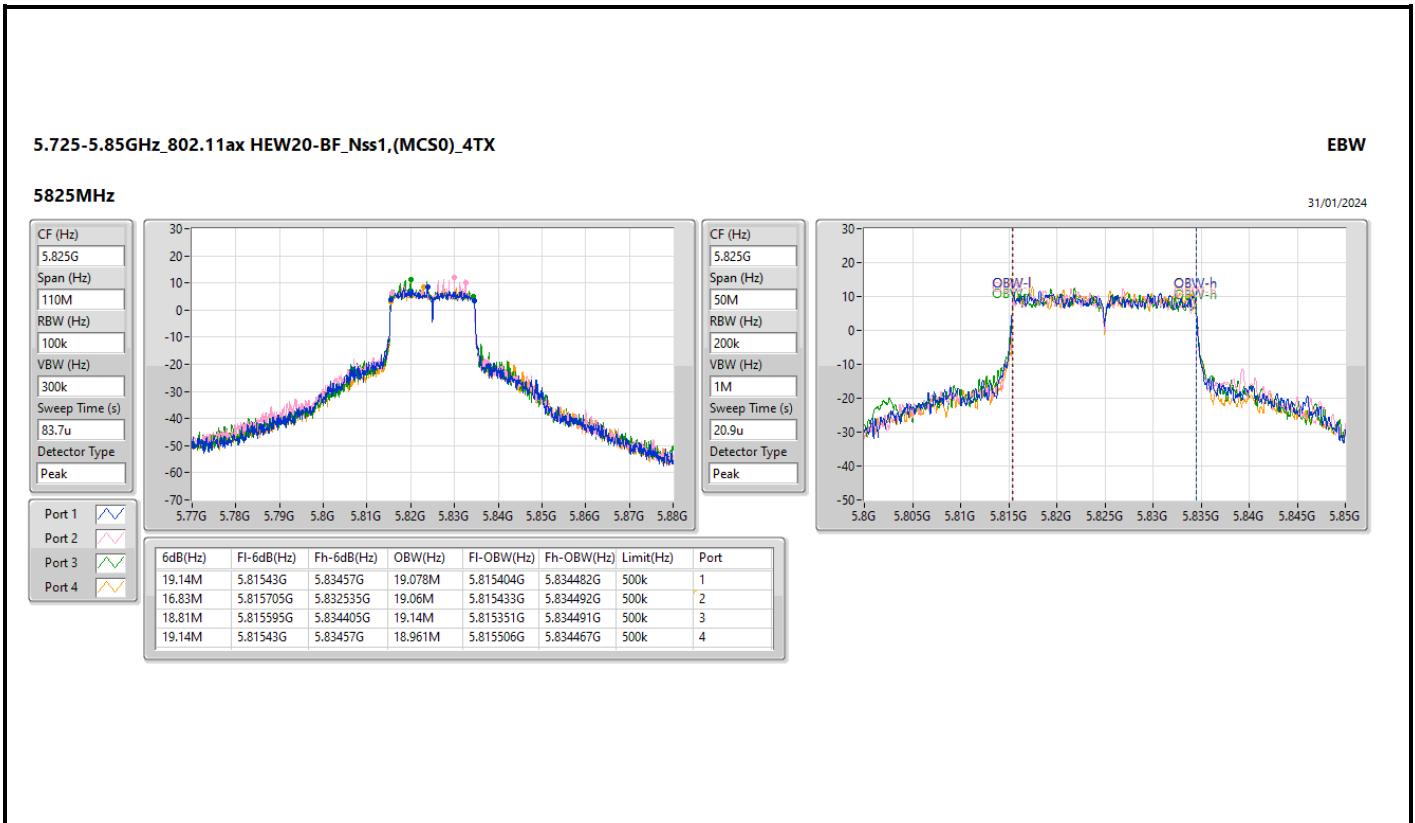 5.725-5.85GHz_802.11ax HEW20-BF_Nss1,(MCS0)_4TX
EBW
5825MHz
31/01/2024
CF (Hz)
5.825G
Span (Hz)
110M
RBW (Hz)
100k
VBW (Hz)
300k
Sweep Time (s)
83.7u
Detector Type
Peak
30
20
10
0
-10
-20
-30
-40
-50
-60
-70
5.77G 5.78G 5.79G 5.8G 5.81G 5.82G 5.83G 5.84G 5.85G 5.86G 5.87G 5.88G
CF (Hz)
5.825G
Span (Hz)
50M
RBW (Hz)
200k
VBW (Hz)
1M
Sweep Time (s)
20.9u
Detector Type
Peak
30
20
10
0
-10
-20
-30
-40
-50
OBW-l OBW-h
OBW-h
5.8G 5.805G 5.81G 5.815G 5.82G 5.825G 5.83G 5.835G 5.84G 5.845G 5.85G
Port 1
Port 2
Port 3
Port 4
6dB(Hz) Fl-6dB(Hz) Fh-6dB(Hz) OBW(Hz) Fl-OBW(Hz) Fh-OBW(Hz) Limit(Hz) Port
19.14M 5.81543G 5.83457G 19.078M 5.815404G 5.834482G 500k 1
16.83M 5.815705G 5.832535G 19.06M 5.815433G 5.834492G 500k 2
18.81M 5.815595G 5.834405G 19.14M 5.815351G 5.834491G 500k 3
19.14M 5.81543G 5.83457G 18.961M 5.815506G 5.834467G 500k 4